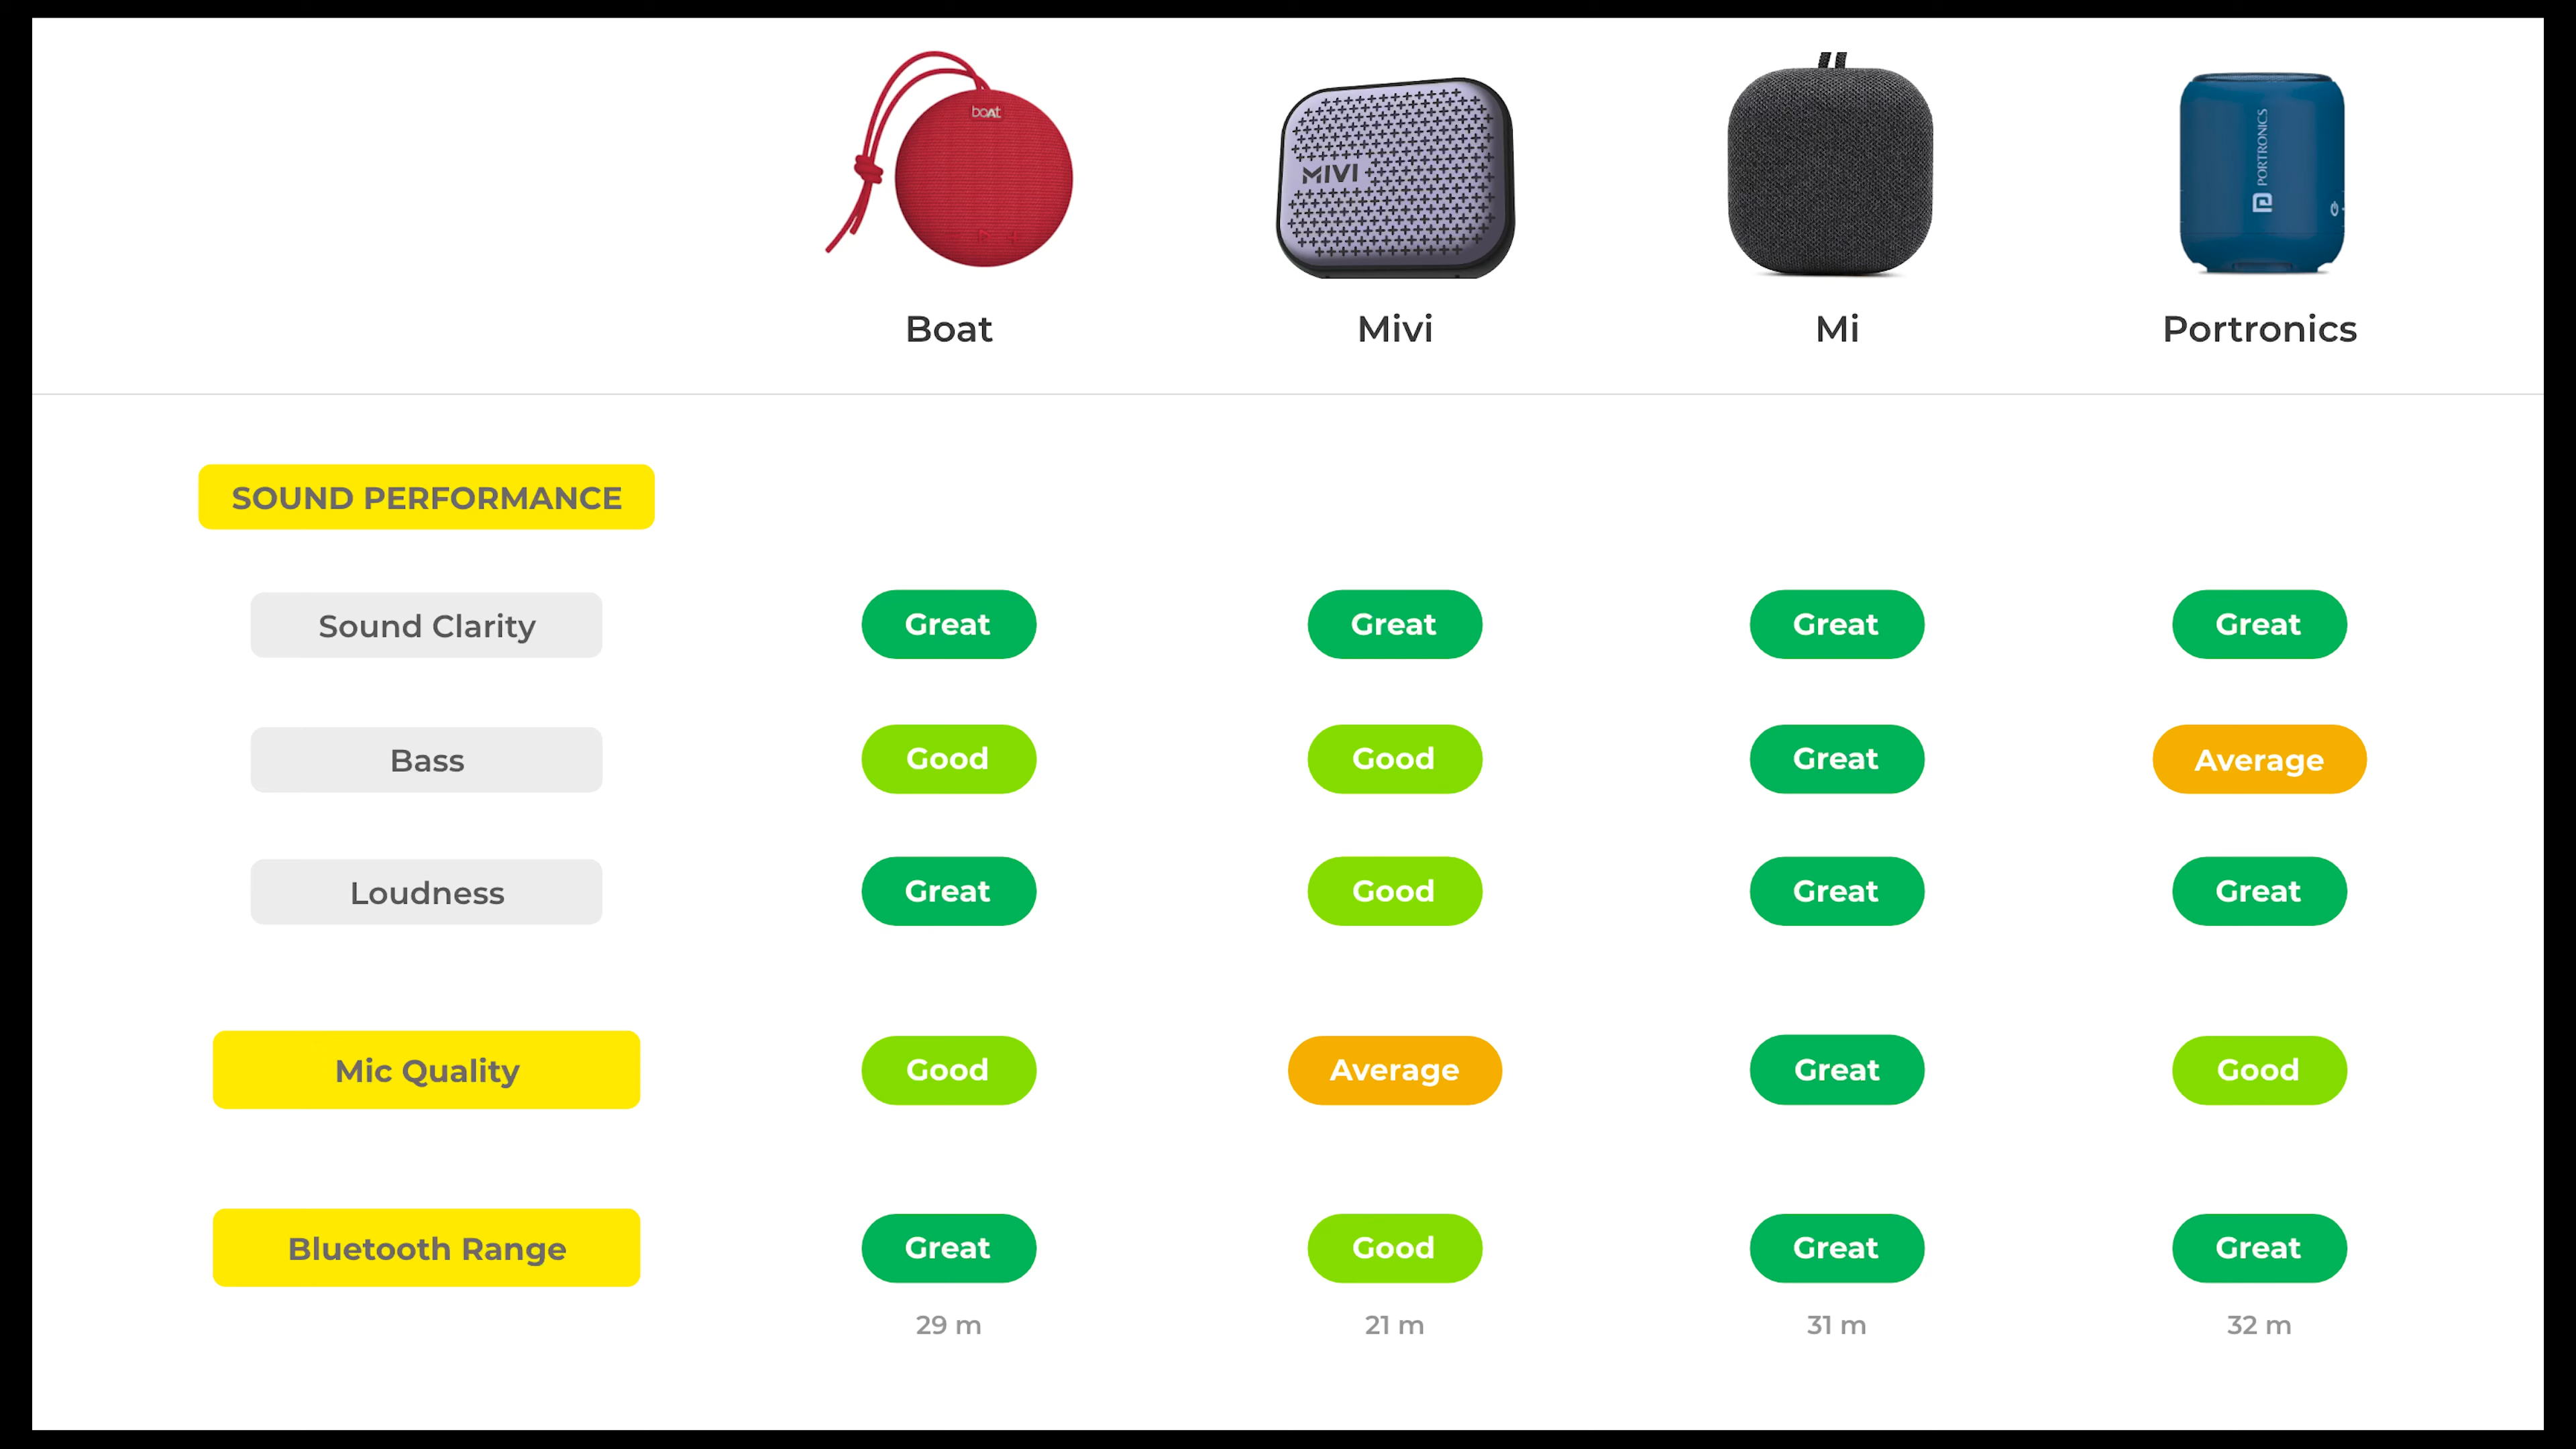 boAt
MIVI
PORTRONICS
Boat
Mivi
Mi
Portronics
SOUND PERFORMANCE
Sound Clarity
Great
Great
Great
Great
Bass
Good
Good
Great
Average
Loudness
Great
Good
Great
Great
Mic Quality
Good
Average
Great
Good
Bluetooth Range
Great
Good
Great
Great
29 m
21 m
31 m
32 m